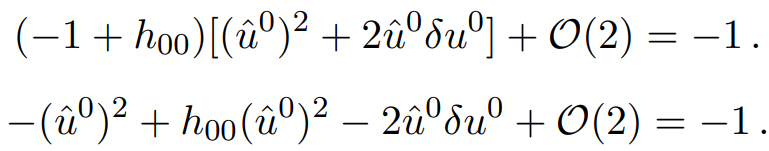 (−1 + h₀₀)[(û⁰)² + 2û⁰δu⁰] + 𝒪(2) = −1 .
−(û⁰)² + h₀₀(û⁰)² − 2û⁰δu⁰ + 𝒪(2) = −1 .